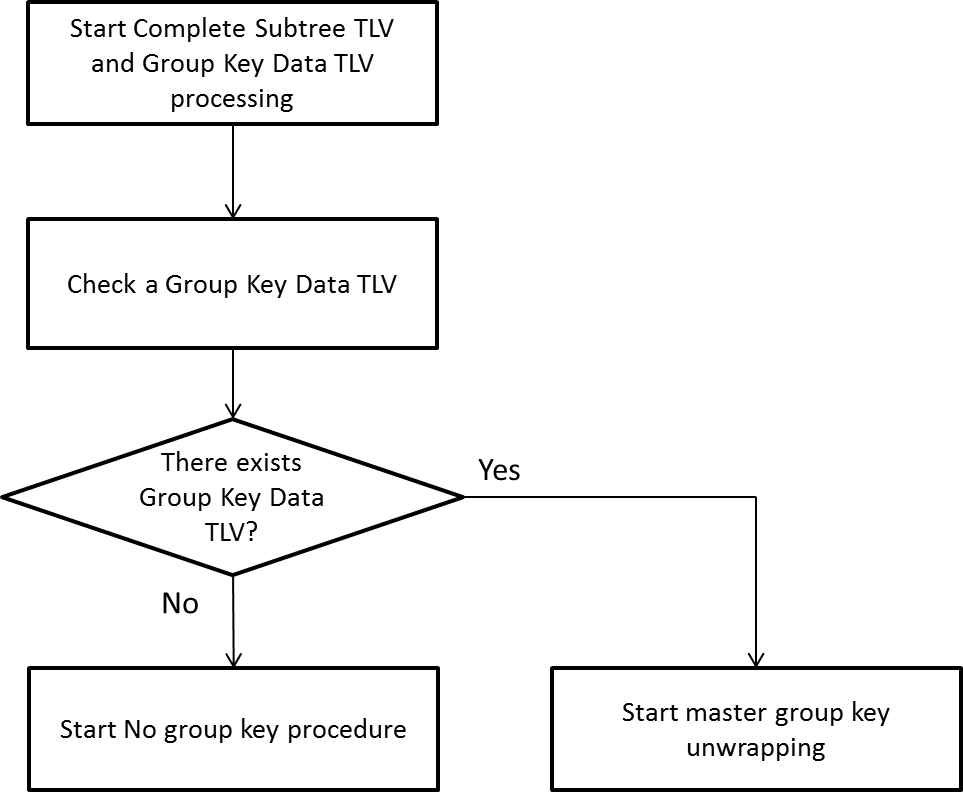 Start Complete Subtree TLV
and Group Key Data TLV
processing
Check a Group Key Data TLV
There exists
Group Key Data
TLV?
Yes
No
Start No group key procedure
Start master group key
unwrapping